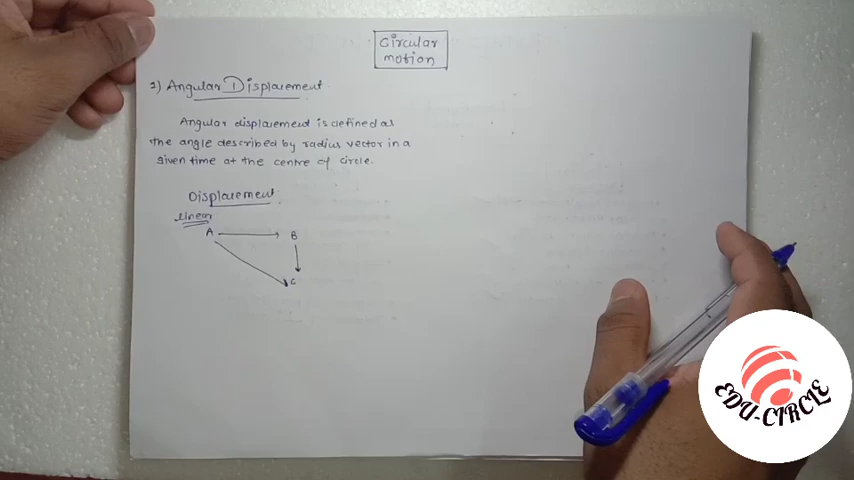 Circular
motion
1) Angular Displacement
Angular displacement is defined as
the angle described by radius vector in a
given time at the centre of circle.
Displacement:
Linear
A
B
C
EDU-CIRCLE